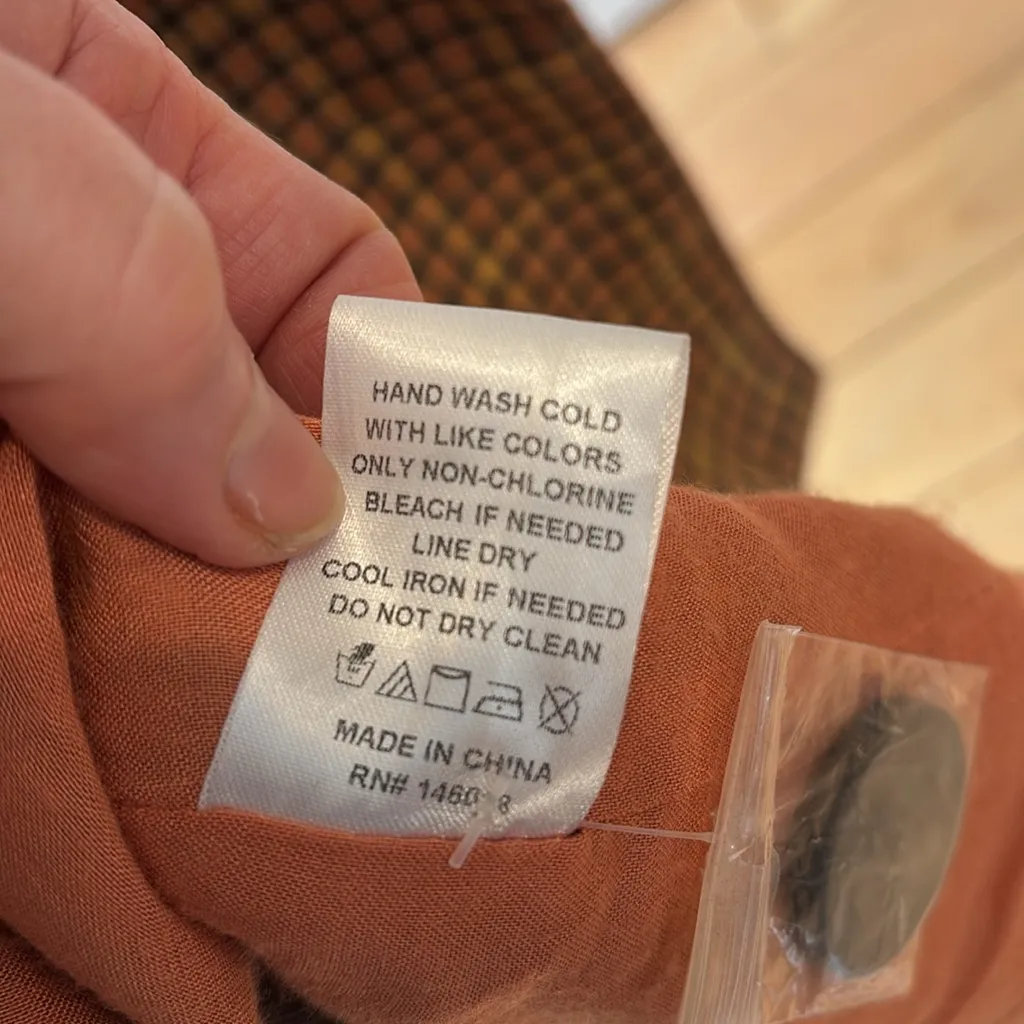 HAND WASH COLD
WITH LIKE COLORS
ONLY NON-CHLORINE
BLEACH IF NEEDED
LINE DRY
COOL IRON IF NEEDED
DO NOT DRY CLEAN
MADE IN CHINA
RN#